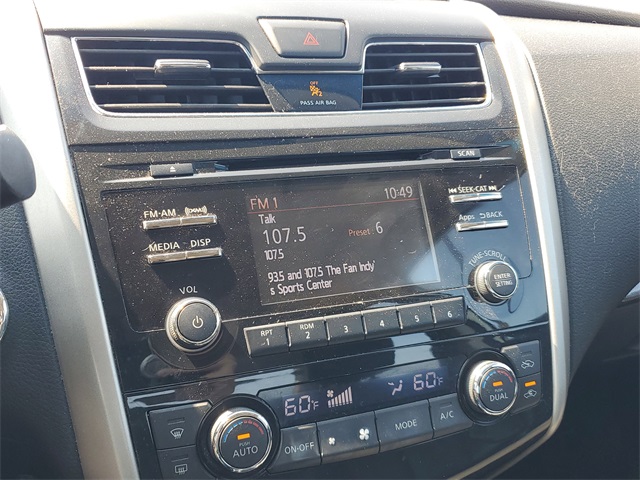 OFF
PASS AIR BAG
SCAN
FM·AM
MEDIA DISP
VOL
FM 1 10:49
Talk
107.5 Preset 6
107.5
93.5 and 107.5 The Fan Indy'
s Sports Center
SEEK·CAT
Apps BACK
TUNE·SCROLL
ENTER
SETTING
RPT 1
RDM 2
3 4 5 6
60°F 60°F
PUSH
AUTO
ON·OFF
MODE
A/C
PUSH
DUAL